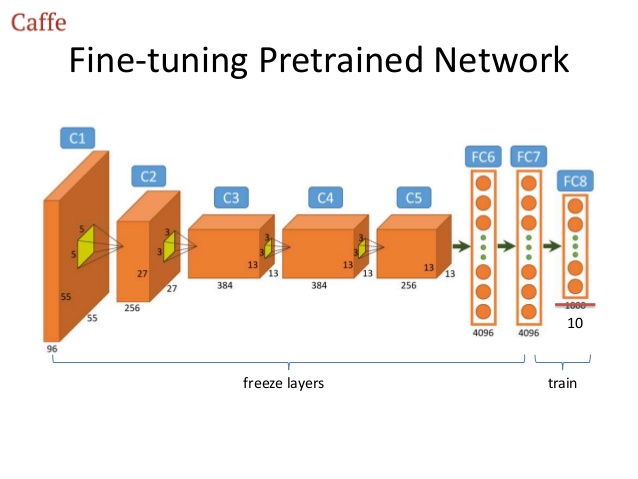 Caffe
Fine-tuning Pretrained Network
C1
C2
C3
C4
C5
FC6
FC7
FC8
5
5
3
3
3
3
3
3
55
55
27
27
13
13
13
13
13
13
96
256
384
384
256
4096
4096
1000
10
freeze layers
train